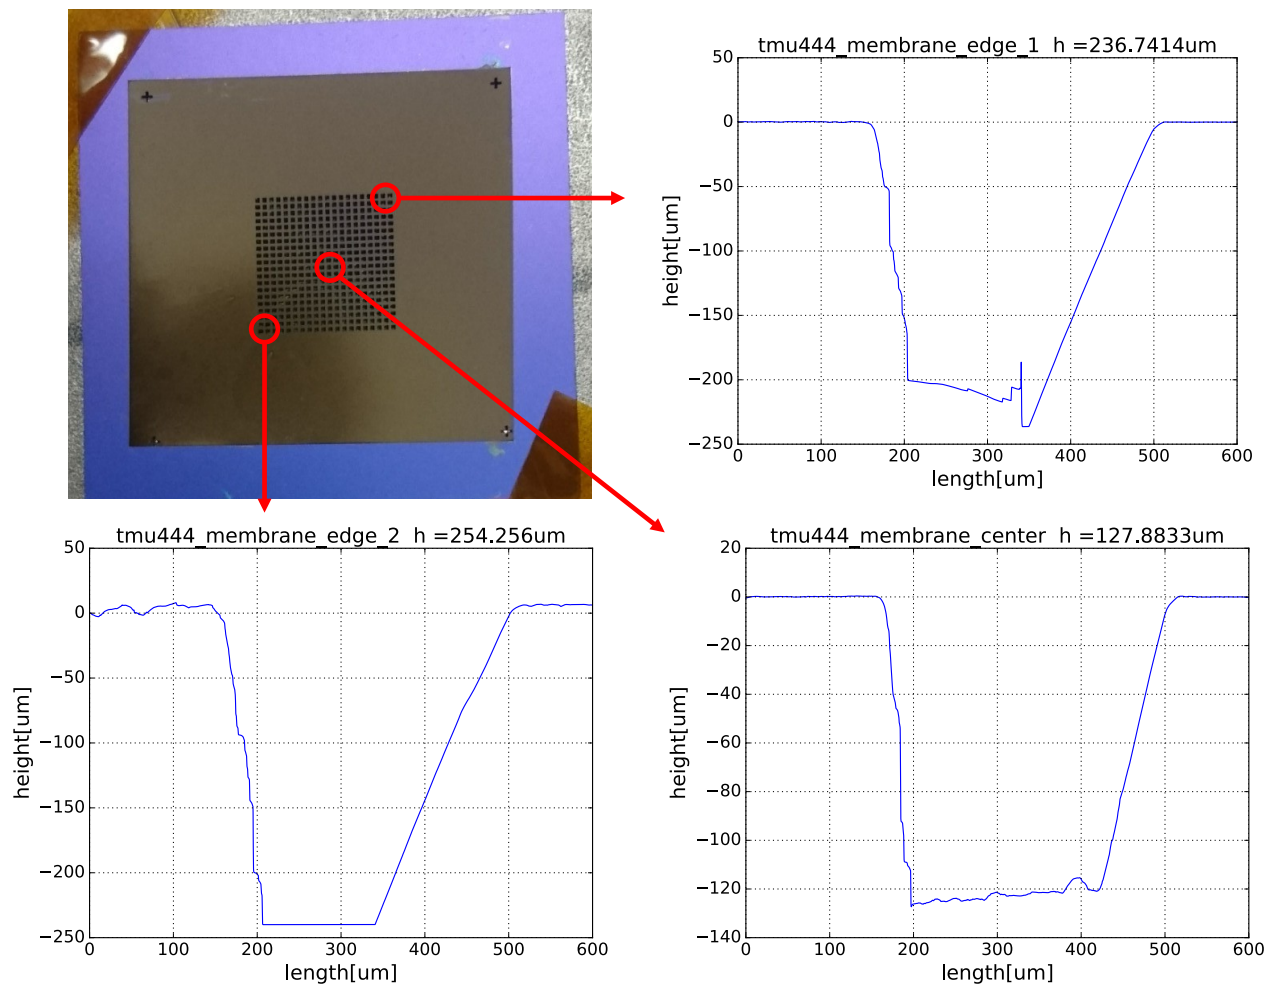 tmu444_membrane_edge_1 h =236.7414um
50
0
−50
−100
−150
−200
−250
height[um]
0 100 200 300 400 500 600
length[um]
tmu444_membrane_edge_2 h =254.256um
50
0
−50
−100
−150
−200
−250
height[um]
0 100 200 300 400 500 600
length[um]
tmu444_membrane_center h =127.8833um
20
0
−20
−40
−60
−80
−100
−120
−140
height[um]
0 100 200 300 400 500 600
length[um]